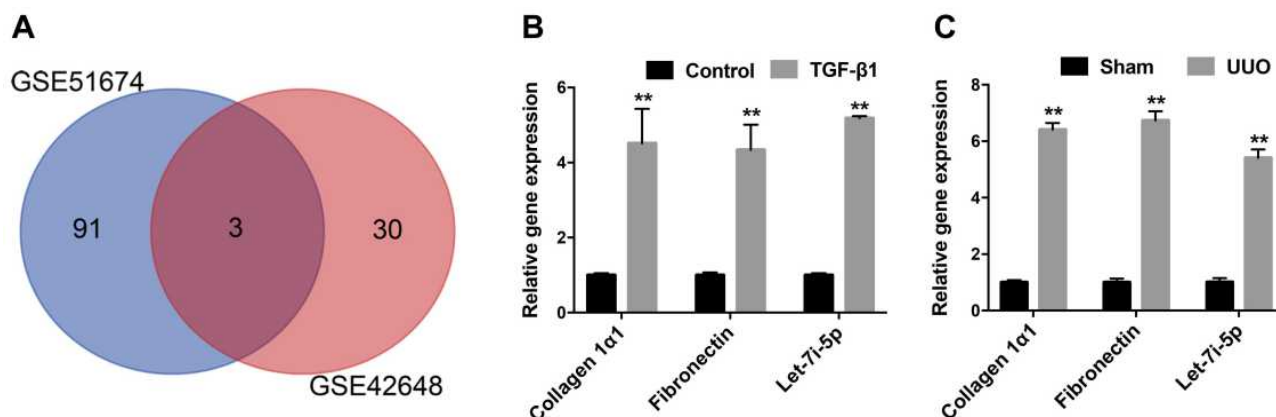 A
GSE51674
91
3
30
GSE42648
B
Control TGF-β1
Relative gene expression
6
4
2
0
** ** **
Collagen 1α1
Fibronectin
Let-7i-5p
C
Sham UUO
Relative gene expression
8
6
4
2
0
** ** **
Collagen 1α1
Fibronectin
Let-7i-5p